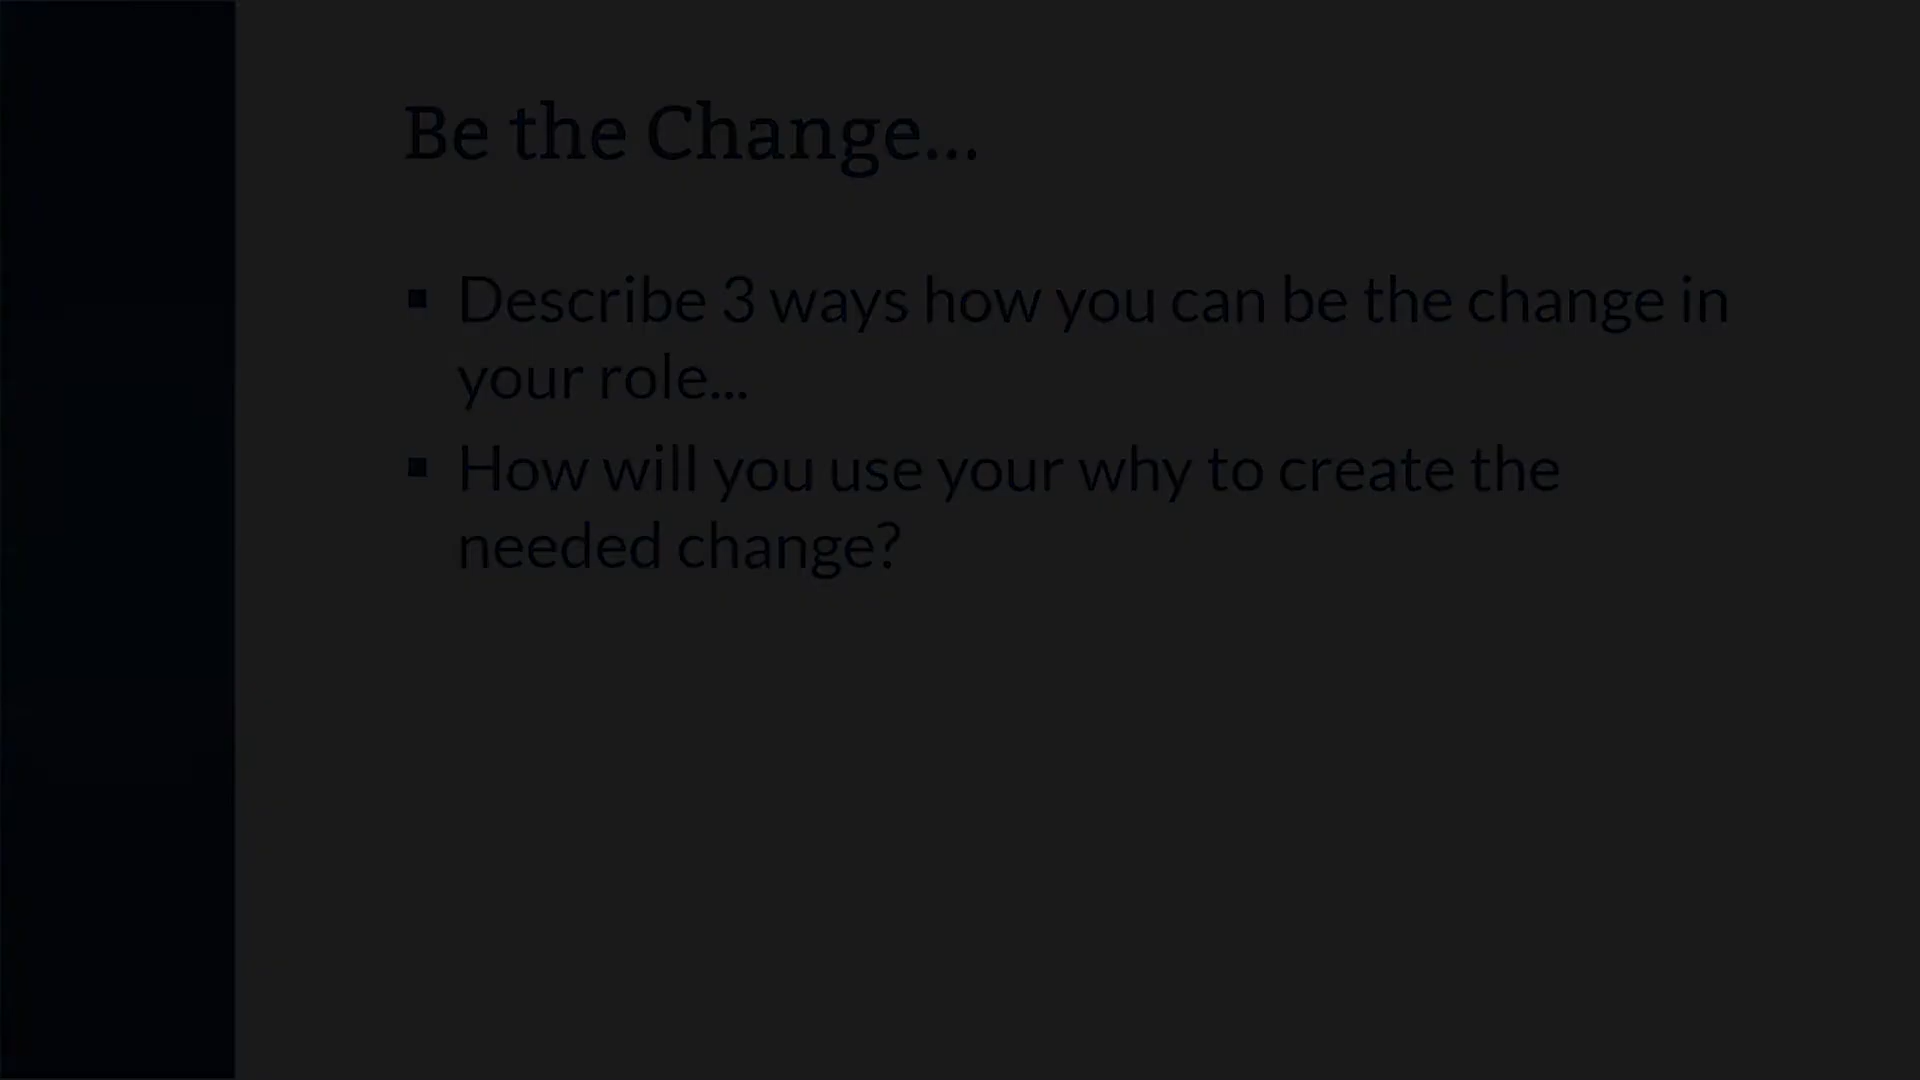 Be the Change...
▪ Describe 3 ways how you can be the change in
your role...
▪ How will you use your why to create the
needed change?